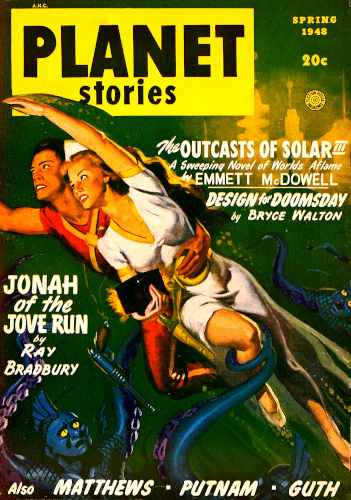 A.N.C.
SPRING
1948
PLANET
stories
20c
The OUTCASTS OF SOLAR III
A Sweeping Novel of Worlds Aflame
by EMMETT McDOWELL
DESIGN for DOOMSDAY
by BRYCE WALTON
JONAH
of the
JOVE RUN
by
RAY
BRADBURY
Also MATTHEWS · PUTNAM · GUTH